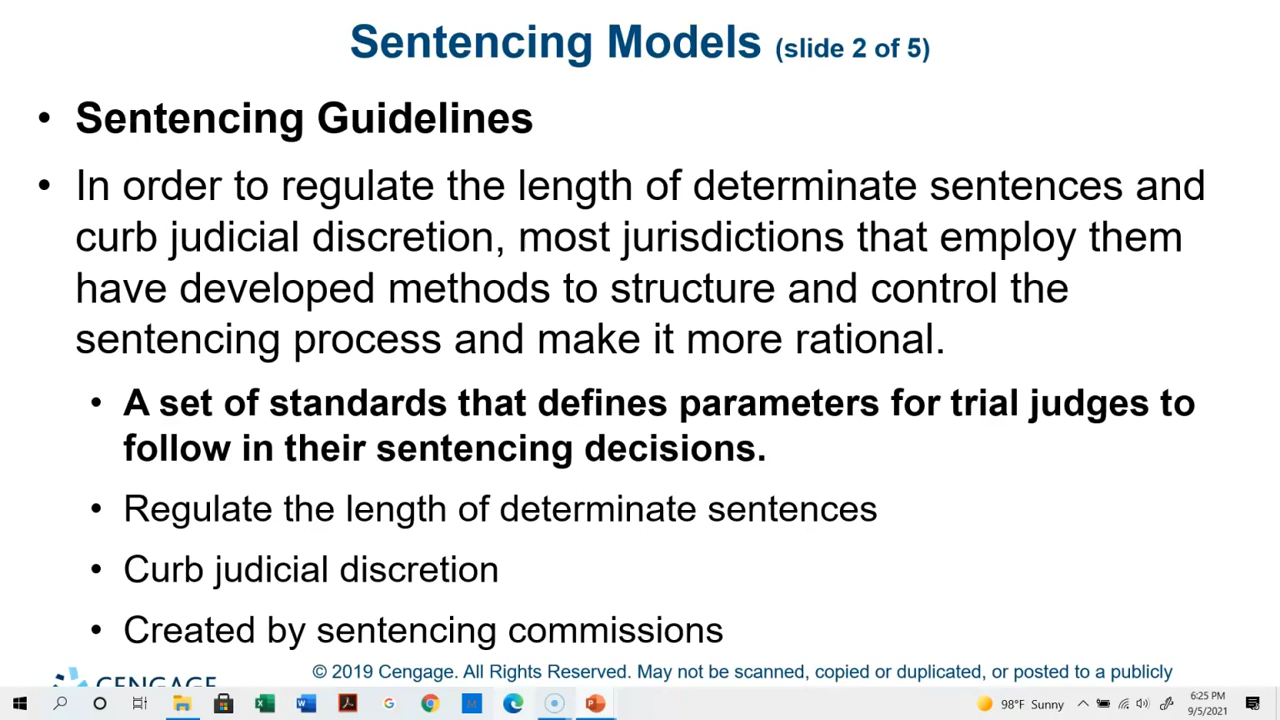 Sentencing Models (slide 2 of 5)
• Sentencing Guidelines
• In order to regulate the length of determinate sentences and
curb judicial discretion, most jurisdictions that employ them
have developed methods to structure and control the
sentencing process and make it more rational.
• A set of standards that defines parameters for trial judges to
follow in their sentencing decisions.
• Regulate the length of determinate sentences
• Curb judicial discretion
• Created by sentencing commissions
CENGAGE
© 2019 Cengage. All Rights Reserved. May not be scanned, copied or duplicated, or posted to a publicly
98°F Sunny
6:25 PM
9/5/2021